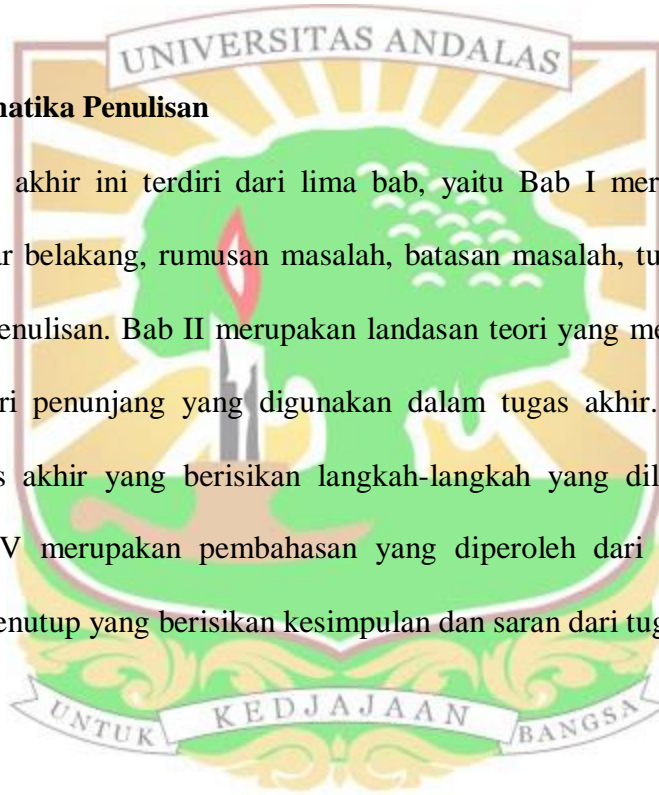 UNIVERSITAS ANDALAS
matika Penulisan
akhir ini terdiri dari lima bab, yaitu Bab I mer
ar belakang, rumusan masalah, batasan masalah, tu
enulisan. Bab II merupakan landasan teori yang me
ri penunjang yang digunakan dalam tugas akhir.
s akhir yang berisikan langkah-langkah yang dil
V merupakan pembahasan yang diperoleh dari
enutup yang berisikan kesimpulan dan saran dari tug
UNTUK KEDJAJAAN BANGSA